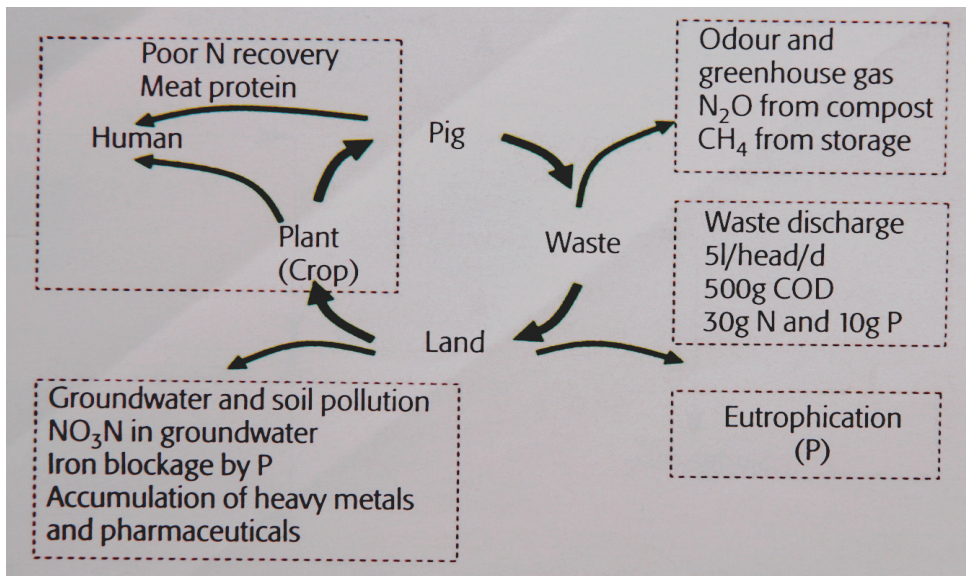 Poor N recovery
Meat protein
Human
Pig
Plant
(Crop)
Waste
Land
Odour and
greenhouse gas
N₂O from compost
CH₄ from storage
Waste discharge
5l/head/d
500g COD
30g N and 10g P
Groundwater and soil pollution
NO₃N in groundwater
Iron blockage by P
Accumulation of heavy metals
and pharmaceuticals
Eutrophication
(P)